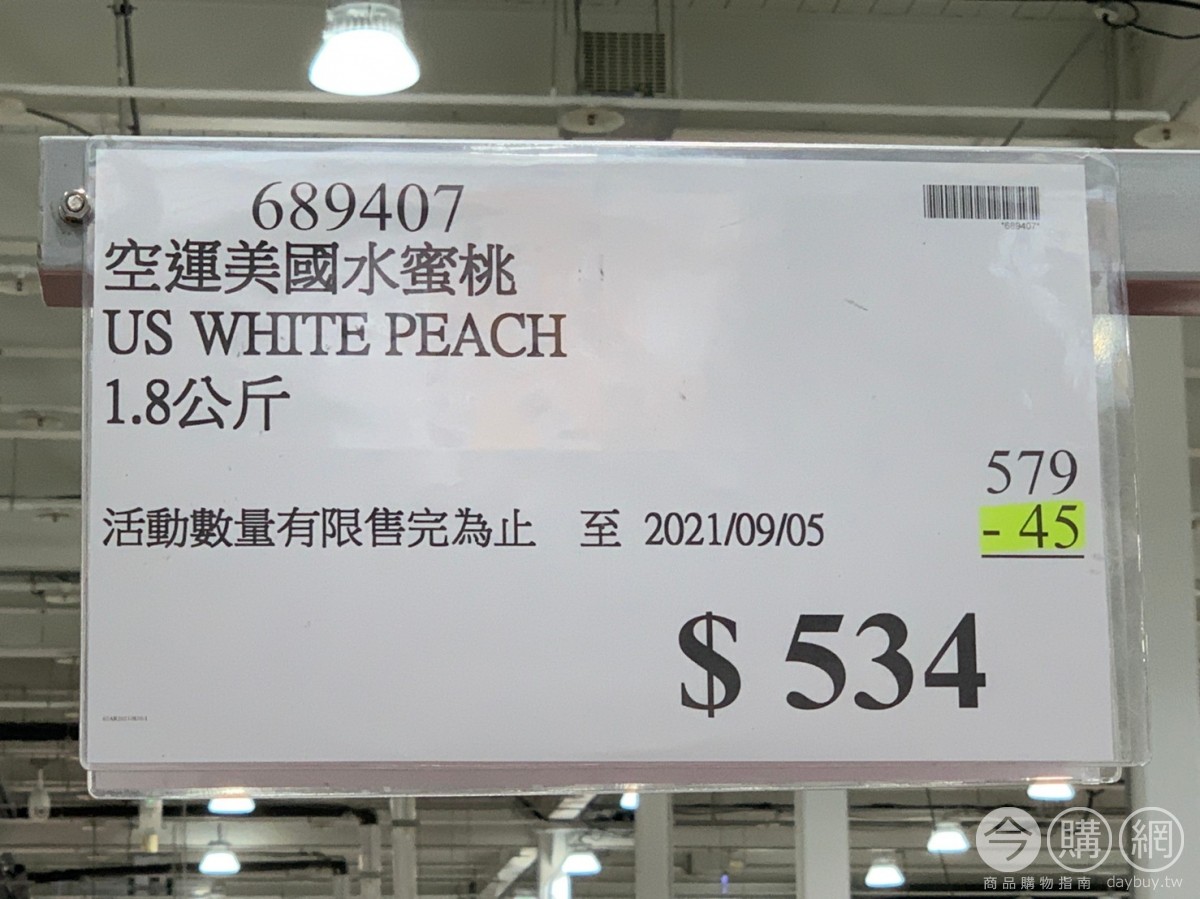 689407
*689407*
空運美國水蜜桃
US WHITE PEACH
1.8公斤
579
活動數量有限售完為止 至 2021/09/05
- 45
$ 534
今購網
商品購物指南 daybuy.tw